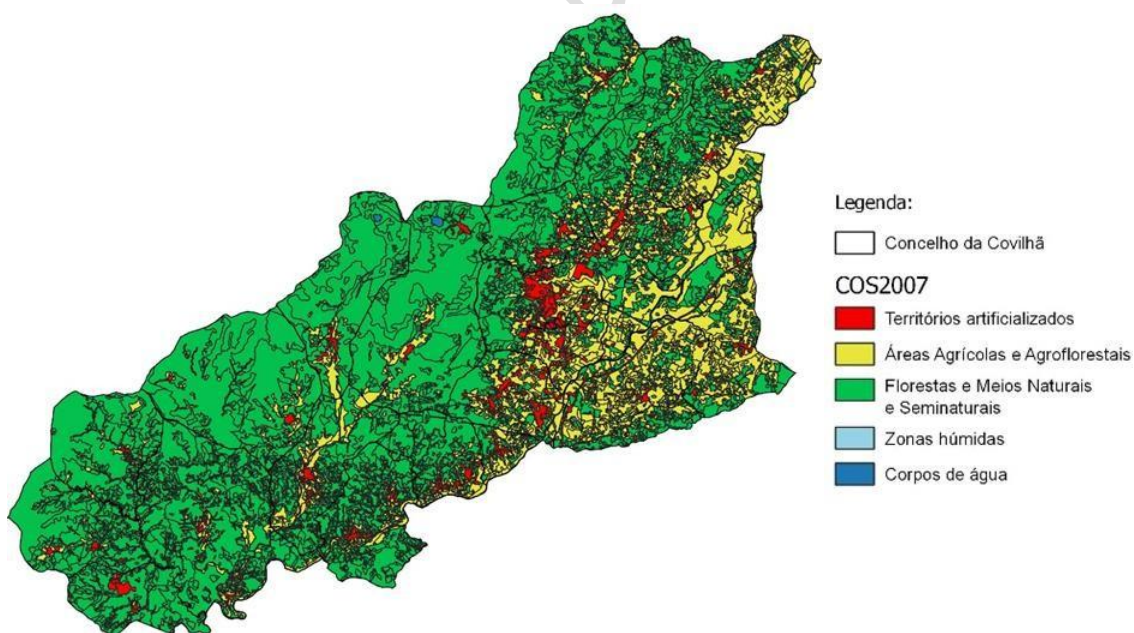 Legenda:
Concelho da Covilhã
COS2007
Territórios artificializados
Áreas Agrícolas e Agroflorestais
Florestas e Meios Naturais
e Seminaturais
Zonas húmidas
Corpos de água